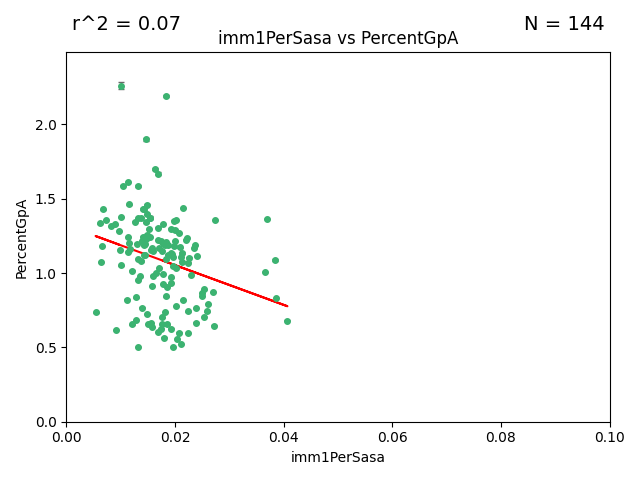 r^2 = 0.07
N = 144
imm1PerSasa vs PercentGpA
PercentGpA
2.0
1.5
1.0
0.5
0.0
0.00 0.02 0.04 0.06 0.08 0.10
imm1PerSasa